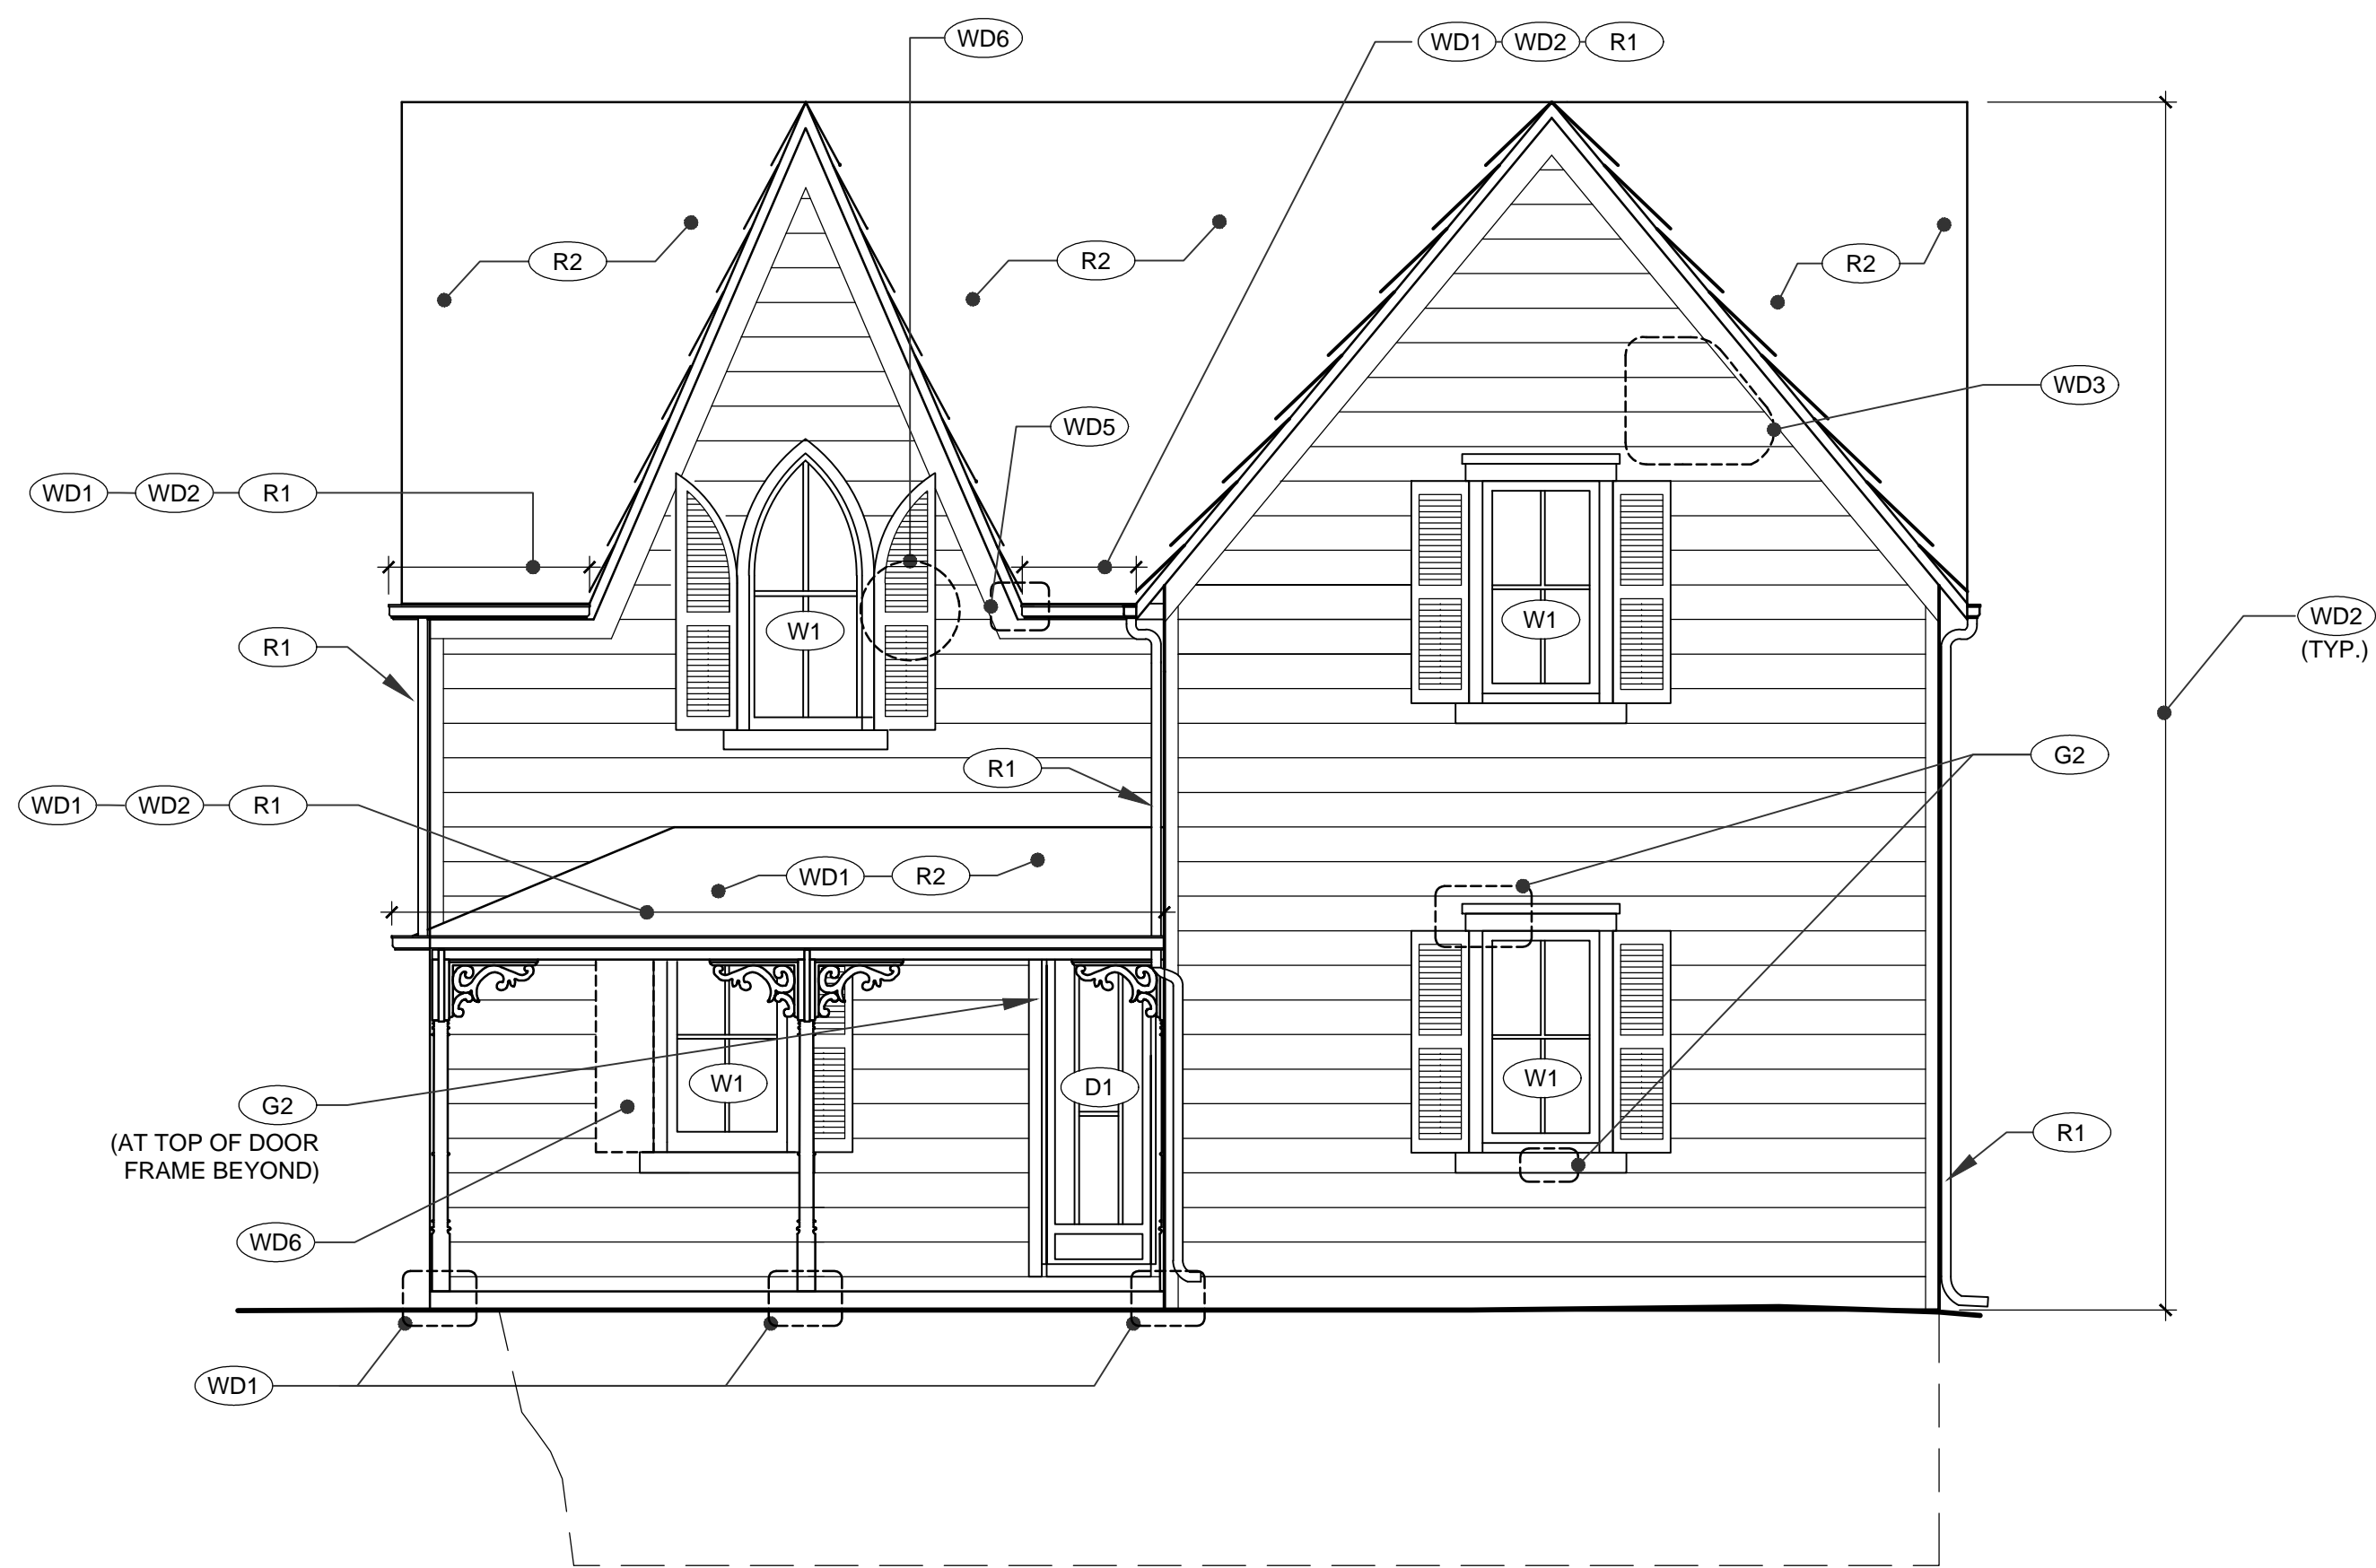 WD6
WD1 WD2 R1
R2
R2
R2
WD3
WD5
WD1 WD2 R1
W1
W1
WD2
(TYP.)
R1
G2
R1
WD1 WD2 R1
WD1 R2
W1
D1
W1
G2
(AT TOP OF DOOR
FRAME BEYOND)
R1
WD6
WD1